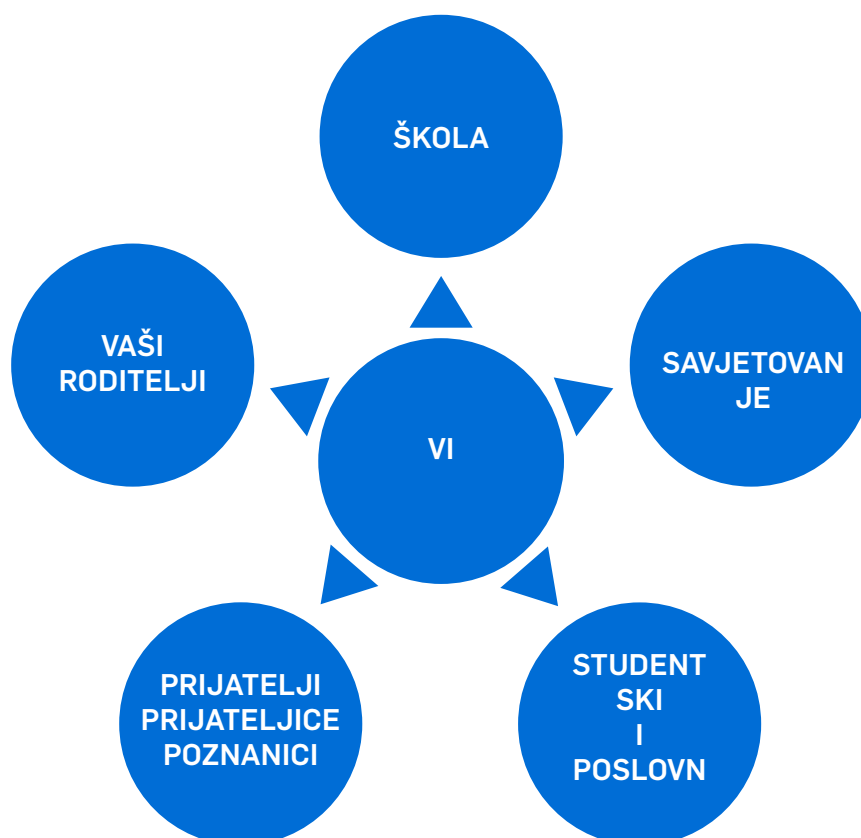 ŠKOLA
VAŠI
RODITELJI
SAVJETOVAN
JE
VI
PRIJATELJI
PRIJATELJICE
POZNANICI
STUDENT
SKI
I
POSLOVN